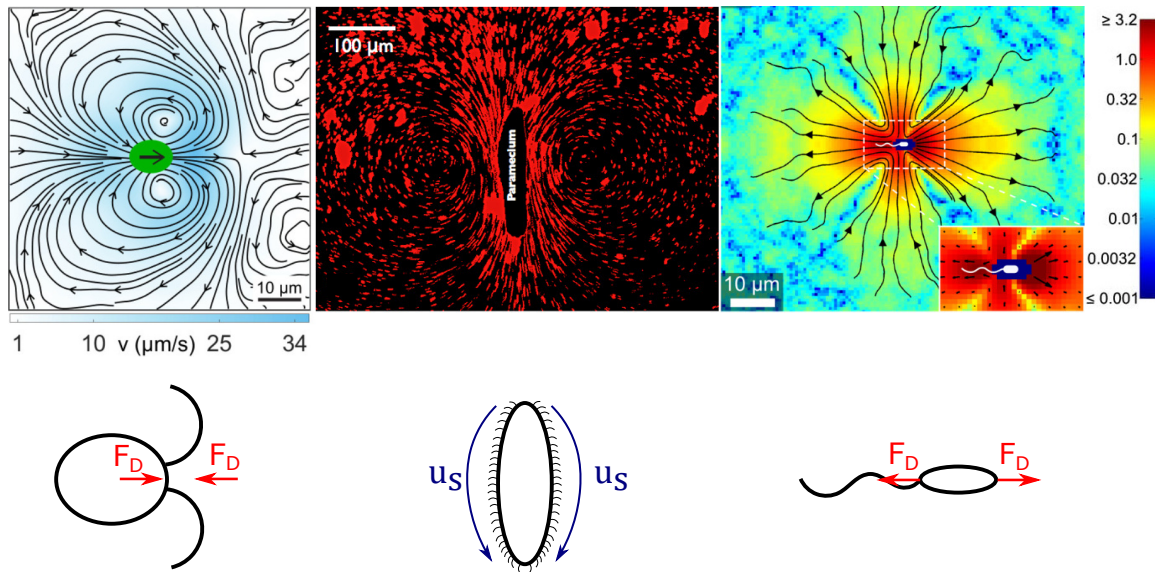 10 μm
1 10 v (μm/s) 25 34
100 μm
Paramecium
10 μm
≥ 3.2
1.0
0.32
0.1
0.032
0.01
0.0032
≤ 0.001
F_D F_D
u_S u_S
F_D F_D